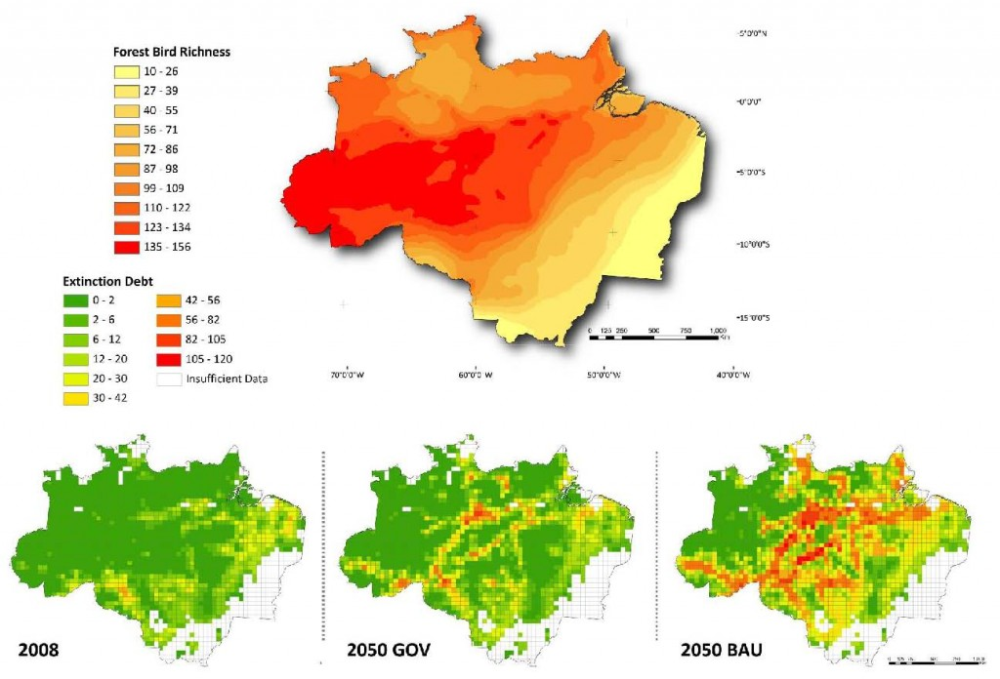 Forest Bird Richness
10 - 26
27 - 39
40 - 55
56 - 71
72 - 86
87 - 98
99 - 109
110 - 122
123 - 134
135 - 156
-5°0'0"N
-0°0'0"
-5°0'0"S
-10°0'0"S
-15°0'0"S
0 125 250 500 750 1,000
Km
70°0'0"W 60°0'0"W 50°0'0"W 40°0'0"W
Extinction Debt
0 - 2
2 - 6
6 - 12
12 - 20
20 - 30
30 - 42
42 - 56
56 - 82
82 - 105
105 - 120
Insufficient Data
2008
2050 GOV
2050 BAU